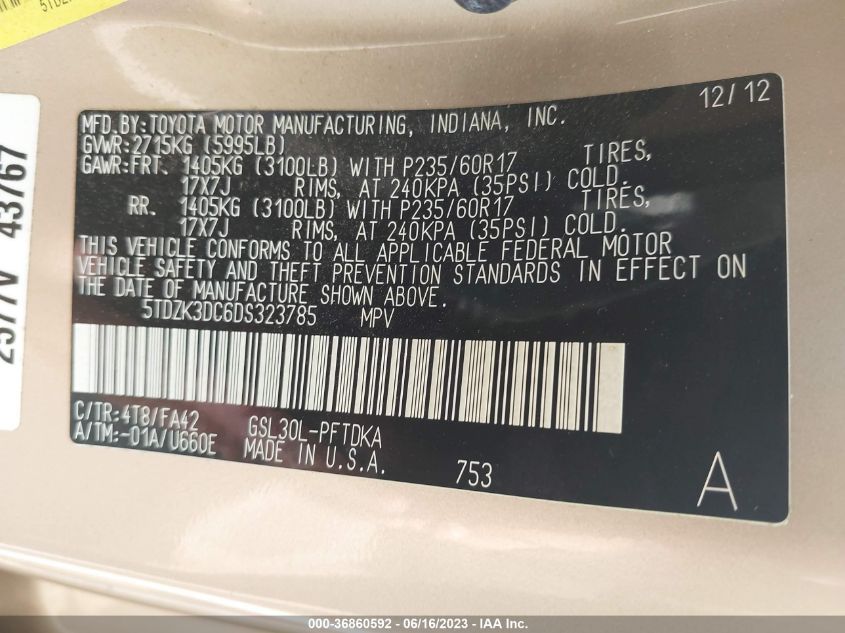 12/12
MFD.BY:TOYOTA MOTOR MANUFACTURING, INDIANA, INC.
GVWR:2715KG (5995LB)
GAWR:FRT. 1405KG (3100LB) WITH P235/60R17 TIRES,
17X7J RIMS, AT 240KPA (35PSI) COLD.
RR. 1405KG (3100LB) WITH P235/60R17 TIRES,
17X7J RIMS, AT 240KPA (35PSI) COLD.
THIS VEHICLE CONFORMS TO ALL APPLICABLE FEDERAL MOTOR
VEHICLE SAFETY AND THEFT PREVENTION STANDARDS IN EFFECT ON
THE DATE OF MANUFACTURE SHOWN ABOVE.
5TDZK3DC6DS323785 MPV
C/TR:4T8/FA42 GSL30L-PFTDKA
A/TM:-01A/U660E MADE IN U.S.A.
753
A
43767
000-36860592 - 06/16/2023 - IAA Inc.